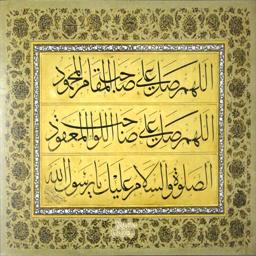 اللهم صل على صاحب المقام المحمود
اللهم صل على صاحب اللواء المعقود
الصلوة والسلام عليك يا رسول الله